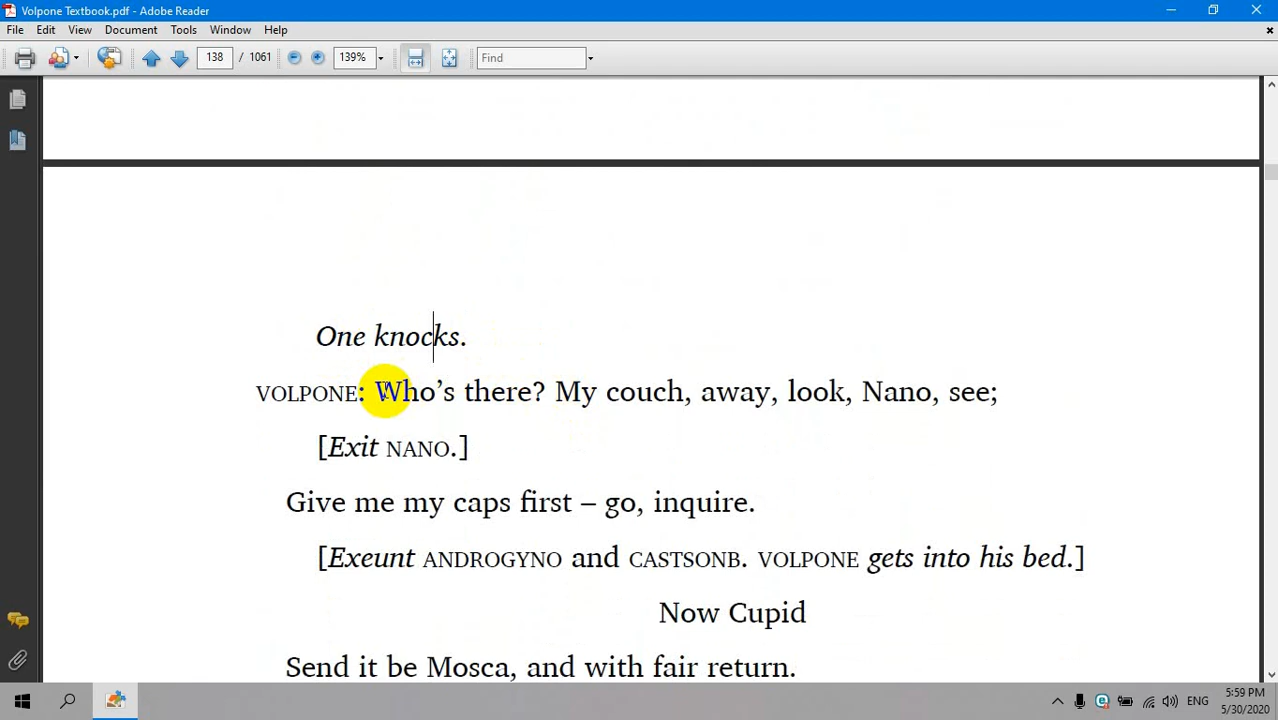 Volpone Textbook.pdf - Adobe Reader
File Edit View Document Tools Window Help
138 / 1061 139% Find
One knocks.
VOLPONE: Who’s there? My couch, away, look, Nano, see;
[Exit NANO.]
Give me my caps first – go, inquire.
[Exeunt ANDROGYNO and CASTSONB. VOLPONE gets into his bed.]
Now Cupid
Send it be Mosca, and with fair return.
ENG
5:59 PM
5/30/2020